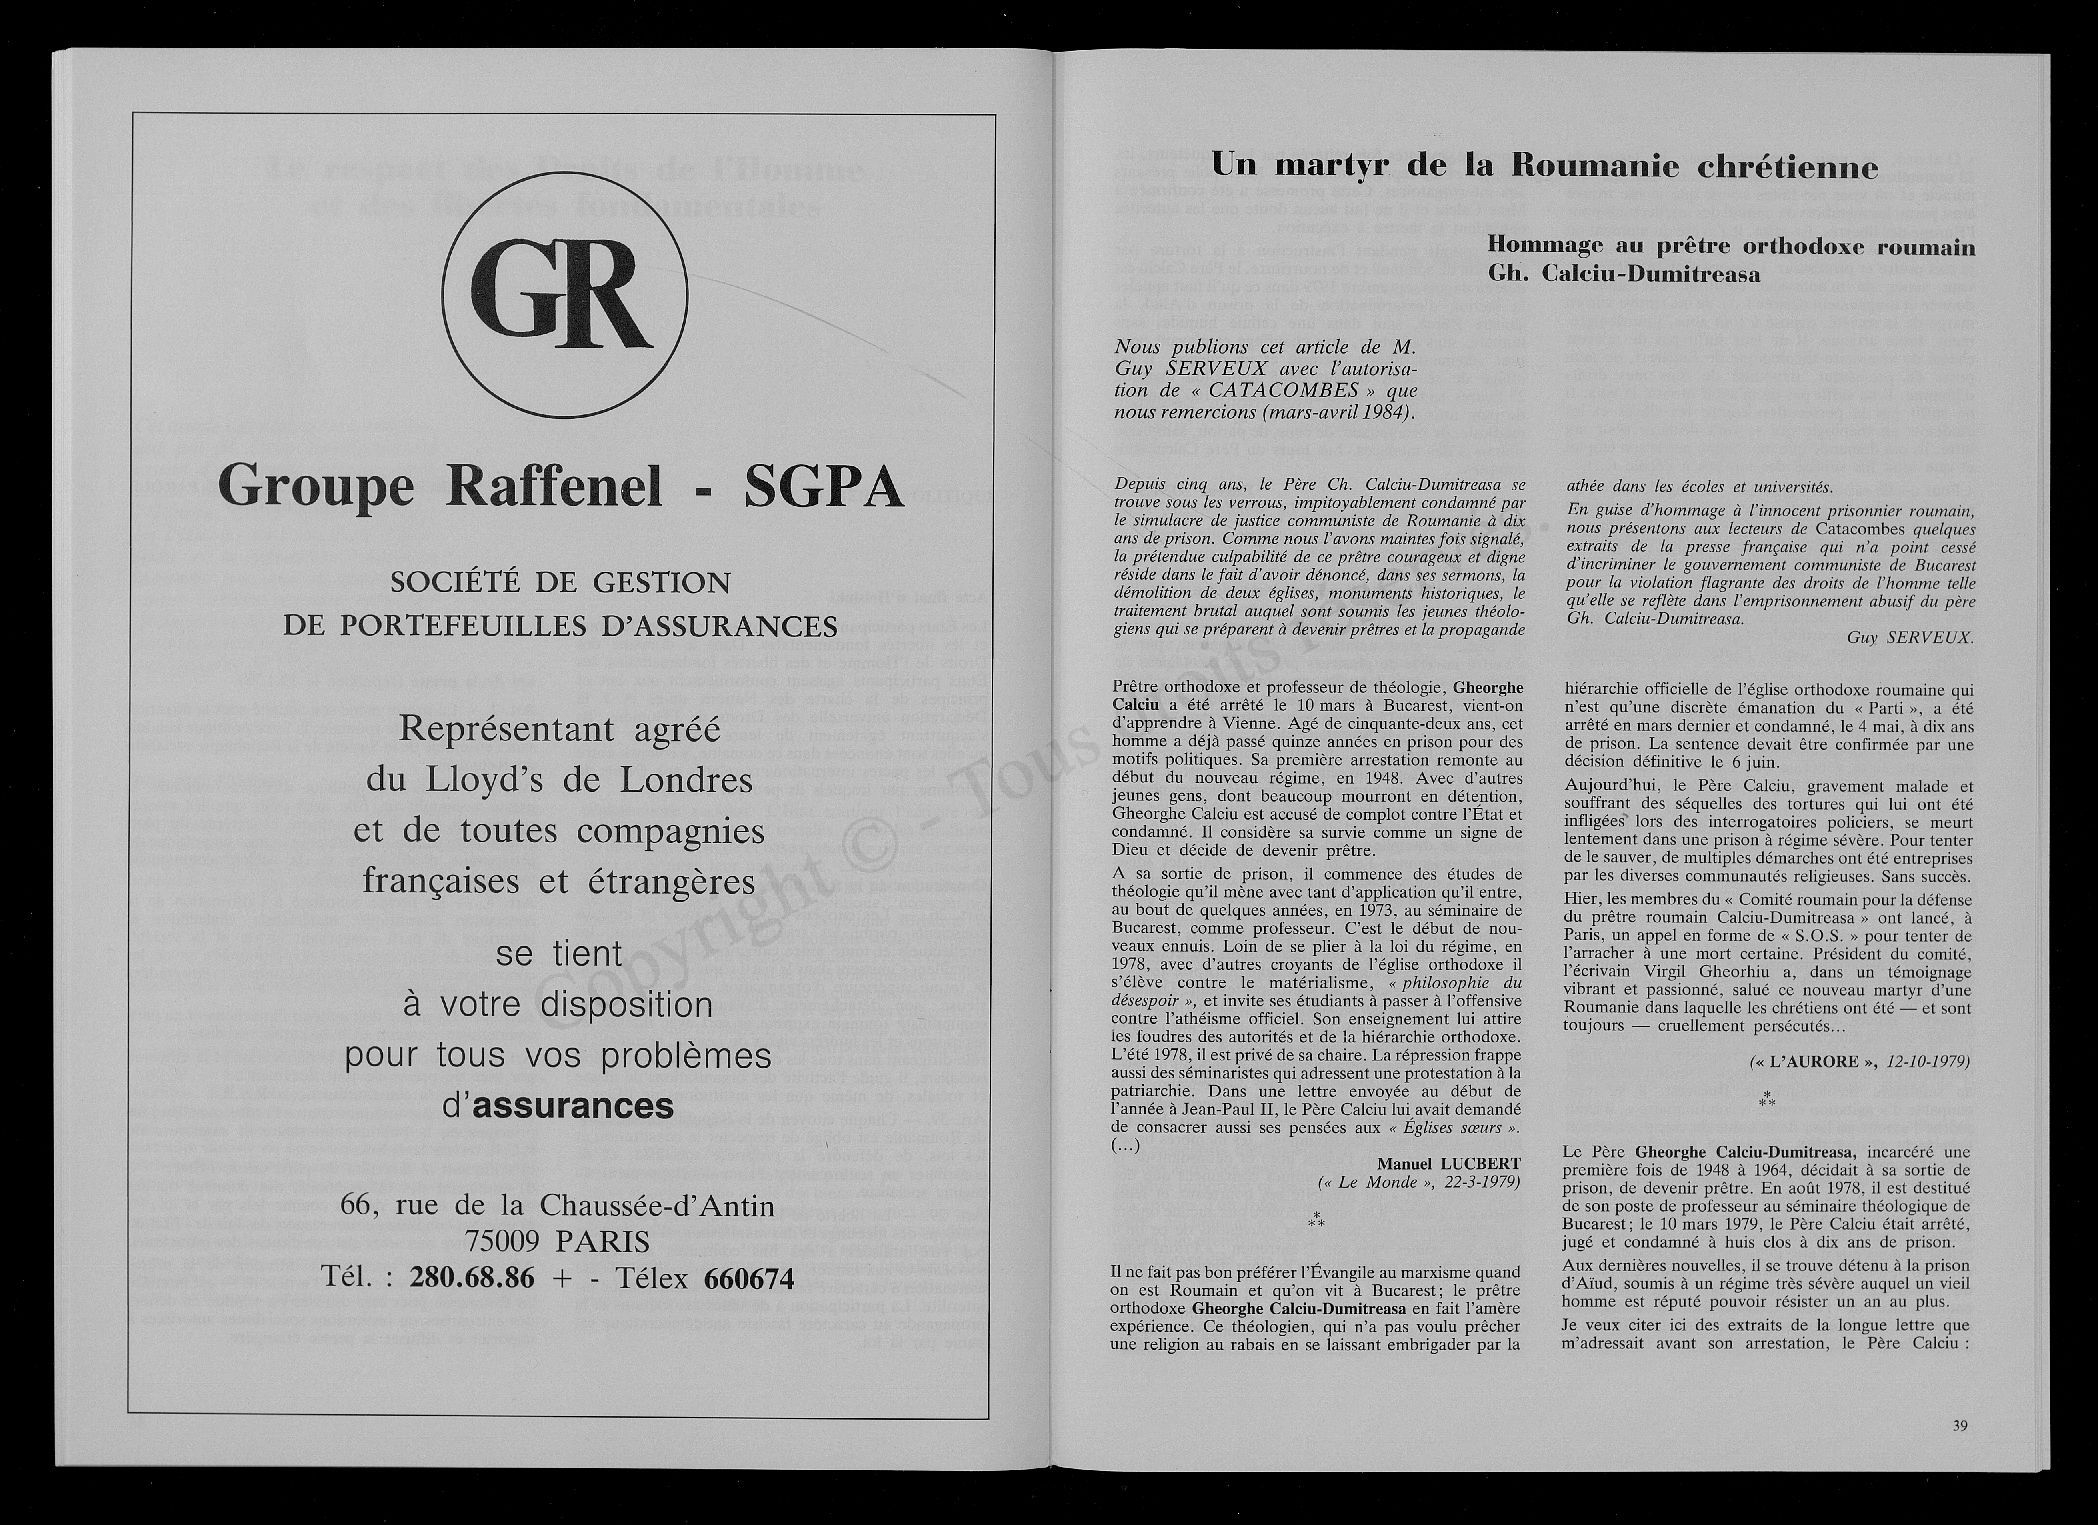 GR
Groupe Raffenel - SGPA
SOCIÉTÉ DE GESTION
DE PORTEFEUILLES D'ASSURANCES
Représentant agréé
du Lloyd's de Londres
et de toutes compagnies
françaises et étrangères
se tient
à votre disposition
pour tous vos problèmes
d'assurances
66, rue de la Chaussée-d'Antin
75009 PARIS
Tél. : 280.68.86 + - Télex 660674
Un martyr de la Roumanie chrétienne
Hommage au prêtre orthodoxe roumain
Gh. Calciu-Dumitreasa
Nous publions cet article de M.
Guy SERVEUX avec l'autorisa-
tion de « CATACOMBES » que
nous remercions (mars-avril 1984).
Depuis cinq ans, le Père Ch. Calciu-Dumitreasa se
trouve sous les verrous, impitoyablement condamné par
le simulacre de justice communiste de Roumanie à dix
ans de prison. Comme nous l'avons maintes fois signalé,
la prétendue culpabilité de ce prêtre courageux et digne
réside dans le fait d'avoir dénoncé, dans ses sermons, la
démolition de deux églises, monuments historiques, le
traitement brutal auquel sont soumis les jeunes théolo-
giens qui se préparent à devenir prêtres et la propagande
athée dans les écoles et universités.
En guise d'hommage à l'innocent prisonnier roumain,
nous présentons aux lecteurs de Catacombes quelques
extraits de la presse française qui n'a point cessé
d'incriminer le gouvernement communiste de Bucarest
pour la violation flagrante des droits de l'homme telle
qu'elle se reflète dans l'emprisonnement abusif du père
Gh. Calciu-Dumitreasa.
Guy SERVEUX.
Prêtre orthodoxe et professeur de théologie, Gheorghe
Calciu a été arrêté le 10 mars à Bucarest, vient-on
d'apprendre à Vienne. Agé de cinquante-deux ans, cet
homme a déjà passé quinze années en prison pour des
motifs politiques. Sa première arrestation remonte au
début du nouveau régime, en 1948. Avec d'autres
jeunes gens, dont beaucoup mourront en détention,
Gheorghe Calciu est accusé de complot contre l'État et
condamné. Il considère sa survie comme un signe de
Dieu et décide de devenir prêtre.
A sa sortie de prison, il commence des études de
théologie qu'il mène avec tant d'application qu'il entre,
au bout de quelques années, en 1973, au séminaire de
Bucarest, comme professeur. C'est le début de nou-
veaux ennuis. Loin de se plier à la loi du régime, en
1978, avec d'autres croyants de l'église orthodoxe il
s'élève contre le matérialisme, « philosophie du
désespoir », et invite ses étudiants à passer à l'offensive
contre l'athéisme officiel. Son enseignement lui attire
les foudres des autorités et de la hiérarchie orthodoxe.
L'été 1978, il est privé de sa chaire. La répression frappe
aussi des séminaristes qui adressent une protestation à la
patriarchie. Dans une lettre envoyée au début de
l'année à Jean-Paul II, le Père Calciu lui avait demandé
de consacrer aussi ses pensées aux « Églises sœurs ».
(...)
Manuel LUCBERT
(« Le Monde », 22-3-1979)
***
Il ne fait pas bon préférer l'Évangile au marxisme quand
on est Roumain et qu'on vit à Bucarest; le prêtre
orthodoxe Gheorghe Calciu-Dumitreasa en fait l'amère
expérience. Ce théologien, qui n'a pas voulu prêcher
une religion au rabais en se laissant embrigader par la
hiérarchie officielle de l'église orthodoxe roumaine qui
n'est qu'une discrète émanation du « Parti », a été
arrêté en mars dernier et condamné, le 4 mai, à dix ans
de prison. La sentence devait être confirmée par une
décision définitive le 6 juin.
Aujourd'hui, le Père Calciu, gravement malade et
souffrant des séquelles des tortures qui lui ont été
infligées lors des interrogatoires policiers, se meurt
lentement dans une prison à régime sévère. Pour tenter
de le sauver, de multiples démarches ont été entreprises
par les diverses communautés religieuses. Sans succès.
Hier, les membres du « Comité roumain pour la défense
du prêtre roumain Calciu-Dumitreasa » ont lancé, à
Paris, un appel en forme de « S.O.S. » pour tenter de
l'arracher à une mort certaine. Président du comité,
l'écrivain Virgil Gheorhiu a, dans un témoignage
vibrant et passionné, salué ce nouveau martyr d'une
Roumanie dans laquelle les chrétiens ont été — et sont
toujours — cruellement persécutés...
(« L'AURORE », 12-10-1979)
***
Le Père Gheorghe Calciu-Dumitreasa, incarcéré une
première fois de 1948 à 1964, décidait à sa sortie de
prison, de devenir prêtre. En août 1978, il est destitué
de son poste de professeur au séminaire théologique de
Bucarest; le 10 mars 1979, le Père Calciu était arrêté,
jugé et condamné à huis clos à dix ans de prison.
Aux dernières nouvelles, il se trouve détenu à la prison
d'Aïud, soumis à un régime très sévère auquel un vieil
homme est réputé pouvoir résister un an au plus.
Je veux citer ici des extraits de la longue lettre que
m'adressait avant son arrestation, le Père Calciu :
39
Copyright © - Tous droits